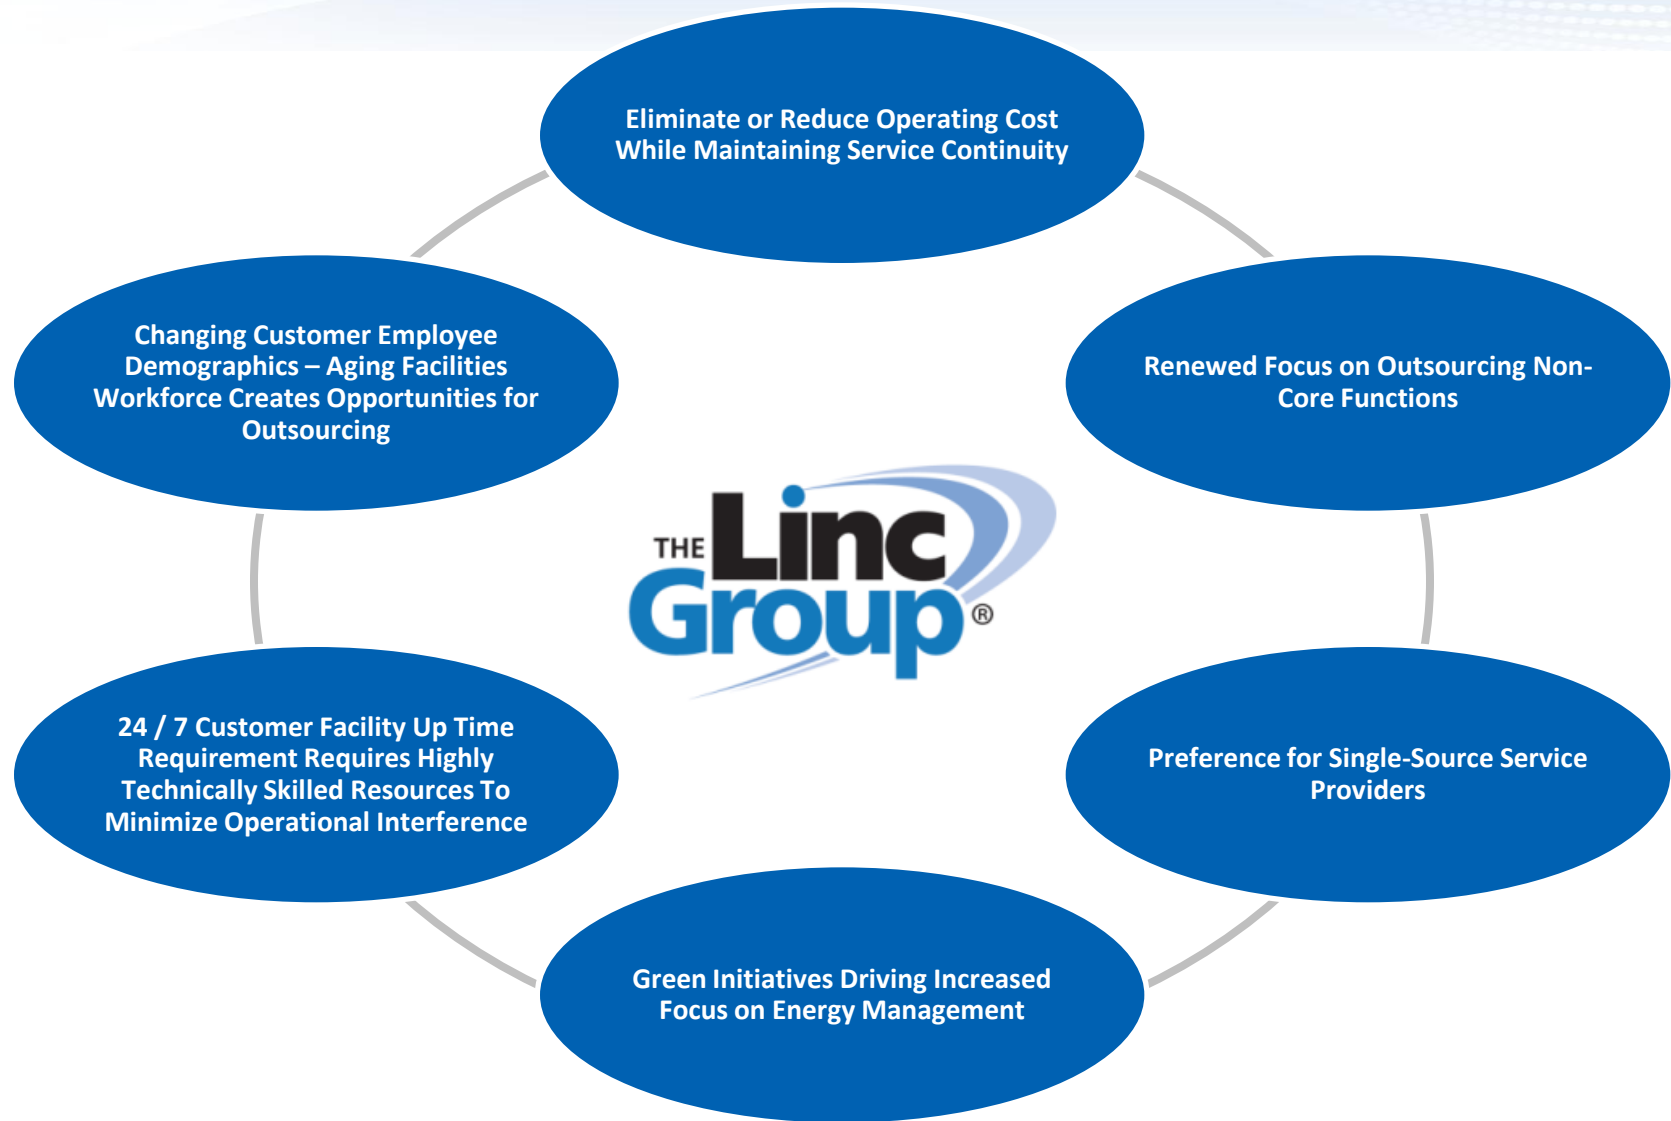 Eliminate or Reduce Operating Cost
While Maintaining Service Continuity
Renewed Focus on Outsourcing Non-
Core Functions
Preference for Single-Source Service
Providers
Green Initiatives Driving Increased
Focus on Energy Management
24 / 7 Customer Facility Up Time
Requirement Requires Highly
Technically Skilled Resources To
Minimize Operational Interference
Changing Customer Employee
Demographics – Aging Facilities
Workforce Creates Opportunities for
Outsourcing
THE Linc
Group®